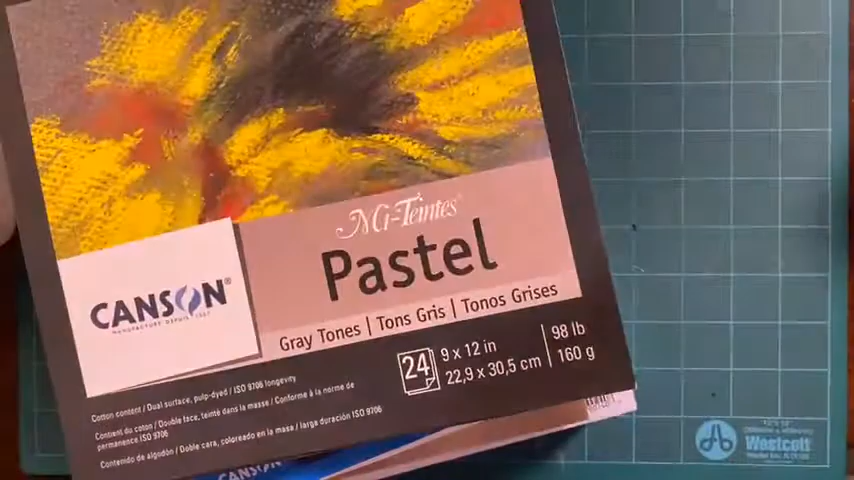 Mi-Teintes®
Pastel
CANSON®
Gray Tones | Tons Gris | Tonos Grises
24
9 x 12 in
22,9 x 30,5 cm
98 lb
160 g
Cotton content / Dual surface, pulp-dyed / ISO 9706 longevity
Contient du coton / Double face, teinté dans la masse / Conforme à la norme de
permanence ISO 9706
Contenido de algodón / Doble cara, coloreado en la masa / larga duración ISO 9706
CANSON
Westcott